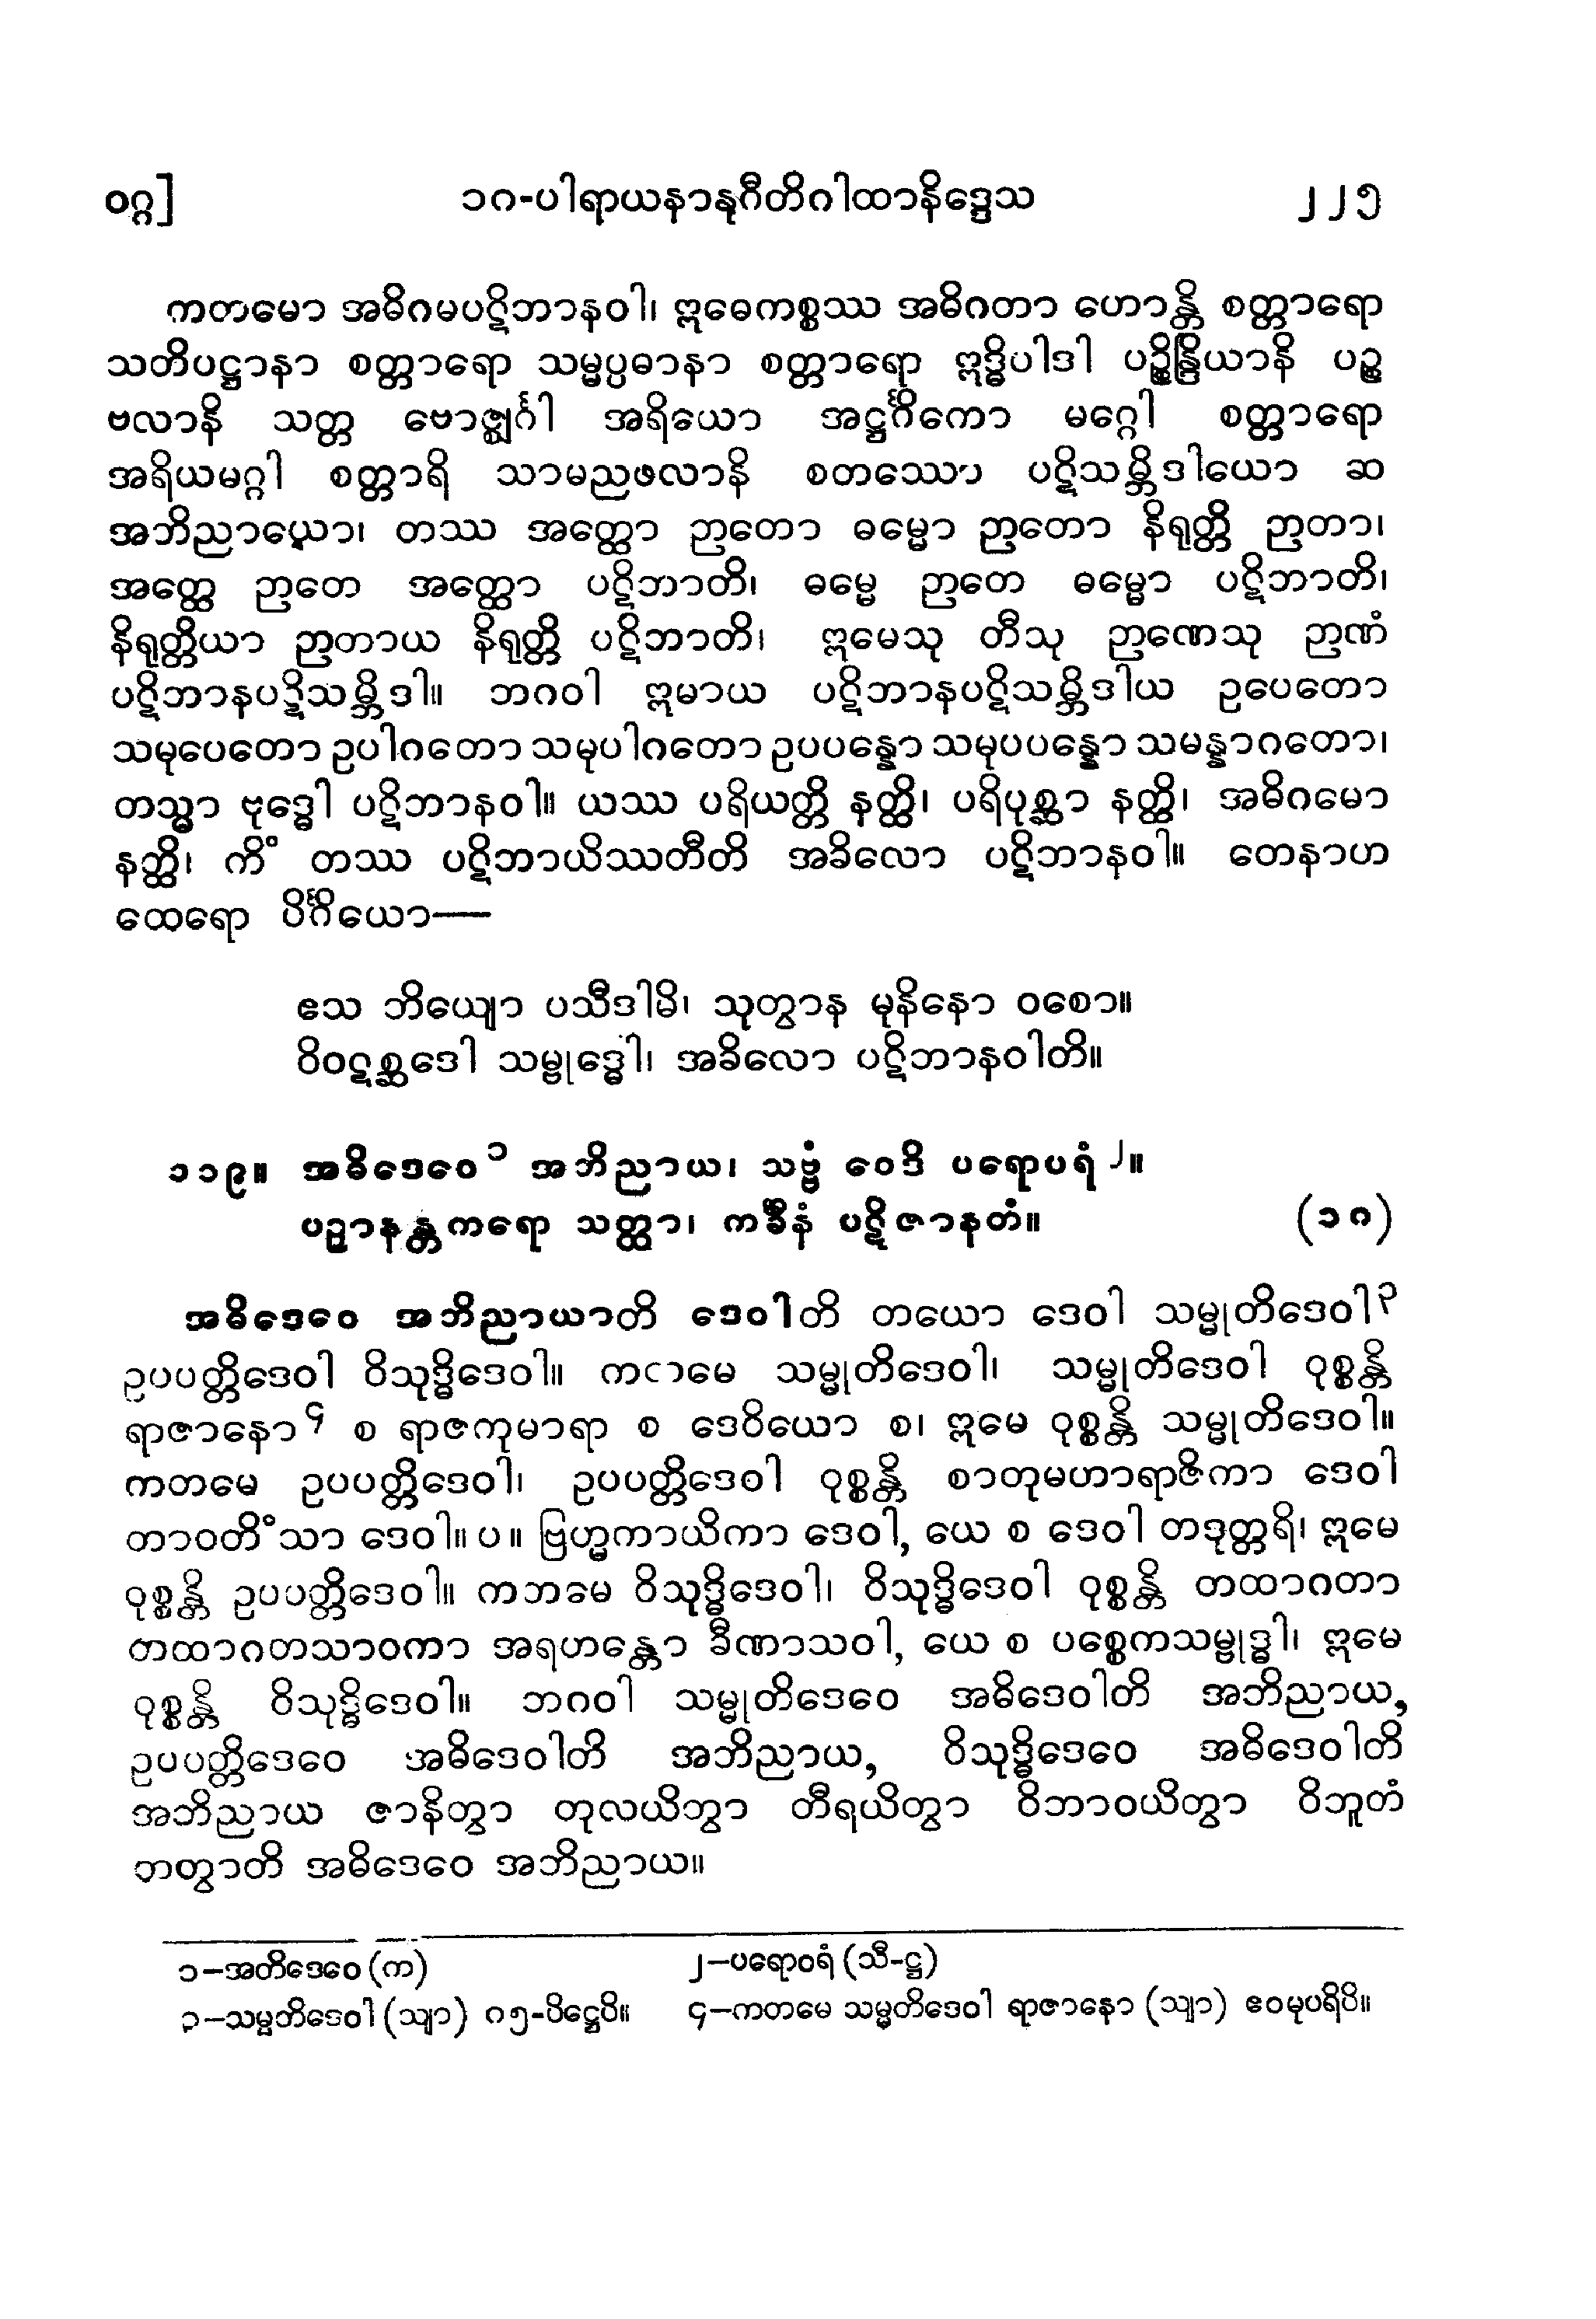 ဝဂ္ဂ] ၁၈-ပါရာယနာနုဂီတိဂါထာနိဒ္ဒေသ ၂၂၅
ကတမော အဓိဂမပဋိဘာနဝါ၊ ဣဓေကစ္စဿ အဓိဂတာ ဟောန္တိ စတ္တာရော
သတိပဋ္ဌာနာ စတ္တာရော သမ္မပ္ပဓာနာ စတ္တာရော ဣဒ္ဓိပါဒါ ပဉ္စိန္ဒြိယာနိ ပဉ္စ
ဗလာနိ သတ္တ ဗောဇ္ဈင်္ဂါ အရိယော အဋ္ဌင်္ဂိကော မဂ္ဂေါ စတ္တာရော
အရိယမဂ္ဂါ စတ္တာရိ သာမညဖလာနိ စတဿော ပဋိသမ္ဘိဒါယော ဆ
အဘိညာယော၊ တဿ အတ္ထော ဉာတော ဓမ္မော ဉာတော နိရုတ္တိ ဉာတာ၊
အတ္ထေ ဉာတေ အတ္ထော ပဋိဘာတိ၊ ဓမ္မေ ဉာတေ ဓမ္မော ပဋိဘာတိ၊
နိရုတ္တိယာ ဉာတာယ နိရုတ္တိ ပဋိဘာတိ၊ ဣမေသု တီသု ဉာဏေသု ဉာဏံ
ပဋိဘာနပဋိသမ္ဘိဒါ။ ဘဂဝါ ဣမာယ ပဋိဘာနပဋိသမ္ဘိဒါယ ဥပေတော
သမုပေတော ဥပါဂတော သမုပါဂတော ဥပပန္နော သမုပပန္နော သမန္နာဂတော၊
တသ္မာ ဗုဒ္ဓေါ ပဋိဘာနဝါ။ ယဿ ပရိယတ္တိ နတ္ထိ၊ ပရိပုစ္ဆာ နတ္ထိ၊ အဓိဂမော
နတ္ထိ၊ ကိံ တဿ ပဋိဘာယိဿတီတိ အခိလော ပဋိဘာနဝါ။ တေနာဟ
ထေရော ပိင်္ဂိယော—
ဧသ ဘိယျော ပသီဒါမိ၊ သုတွာန မုနိနော ဝစော။
ဝိဝဋစ္ဆဒေါ သမ္ဗုဒ္ဓေါ၊ အခိလော ပဋိဘာနဝါတိ။
၁၁၉။ အဓိဒေဝေ ၁ အဘိညာယ၊ သဗ္ဗံ ဝေဒိ ပရောပရံ ၂။
ပဉှာနန္တကရော သတ္ထာ၊ ကင်္ခီနံ ပဋိဇာနတံ။ (၁၈)
အဓိဒေဝေ အဘိညာယာတိ ဒေဝါတိ တယော ဒေဝါ သမ္မုတိဒေဝါ ၃
ဥပပတ္တိဒေဝါ ဝိသုဒ္ဓိဒေဝါ။ ကတမေ သမ္မုတိဒေဝါ၊ သမ္မုတိဒေဝါ ဝုစ္စန္တိ
ရာဇာနော ၄ စ ရာဇကုမာရာ စ ဒေဝိယော စ၊ ဣမေ ဝုစ္စန္တိ သမ္မုတိဒေဝါ။
ကတမေ ဥပပတ္တိဒေဝါ၊ ဥပပတ္တိဒေဝါ ဝုစ္စန္တိ စာတုမဟာရာဇိကာ ဒေဝါ
တာဝတိံသာ ဒေဝါ။ ပ ။ ဗြဟ္မကာယိကာ ဒေဝါ, ယေ စ ဒေဝါ တဒုတ္တရိ၊ ဣမေ
ဝုစ္စန္တိ ဥပပတ္တိဒေဝါ။ ကတမေ ဝိသုဒ္ဓိဒေဝါ၊ ဝိသုဒ္ဓိဒေဝါ ဝုစ္စန္တိ တထာဂတာ
တထာဂတသာဝကာ အရဟန္တော ခီဏာသဝါ, ယေ စ ပစ္စေကသမ္ဗုဒ္ဓါ၊ ဣမေ
ဝုစ္စန္တိ ဝိသုဒ္ဓိဒေဝါ။ ဘဂဝါ သမ္မုတိဒေဝေ အဓိဒေဝါတိ အဘိညာယ,
ဥပပတ္တိဒေဝေ အဓိဒေဝါတိ အဘိညာယ, ဝိသုဒ္ဓိဒေဝေ အဓိဒေဝါတိ
အဘိညာယ ဇာနိတွာ တုလယိတွာ တီရယိတွာ ဝိဘာဝယိတွာ ဝိဘူတံ
ကတွာတိ အဓိဒေဝေ အဘိညာယ။
၁–အတိဒေဝေ (က) ၂–ပရောဝရံ (သီ-ဋ္ဌ)
၃–သမ္မတိဒေဝါ (သျာ) ၈၅-ပိဋ္ဌေပိ။ ၄–ကတမေ သမ္မတိဒေဝါ ရာဇာနော (သျာ) ဧဝမုပရိပိ။